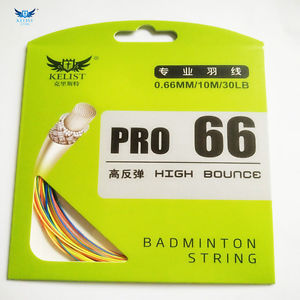 KELIST
KELIST
克里斯特
专业羽线
0.66MM/10M/30LB
PRO 66
高反弹 HIGH BOUNCE
BADMINTON
STRING